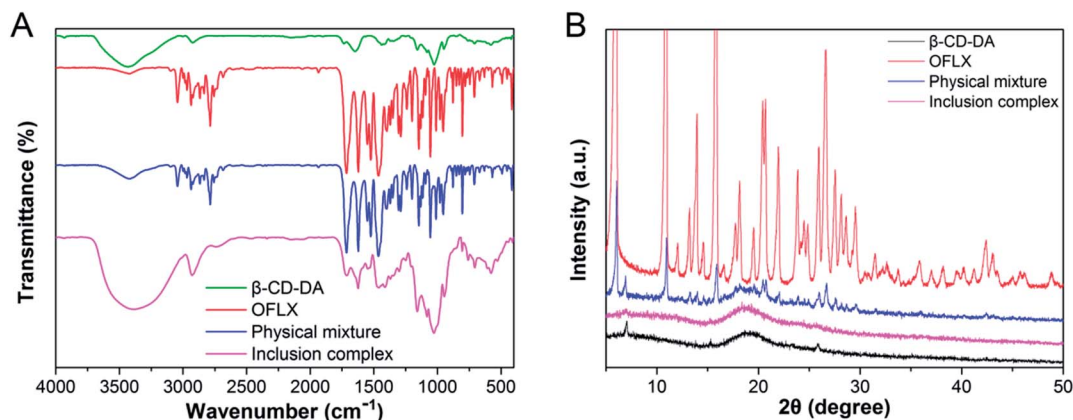 A
Transmittance (%)
β-CD-DA
OFLX
Physical mixture
Inclusion complex
4000 3500 3000 2500 2000 1500 1000 500
Wavenumber (cm⁻¹)
B
Intensity (a.u.)
β-CD-DA
OFLX
Physical mixture
Inclusion complex
10 20 30 40 50
2θ (degree)